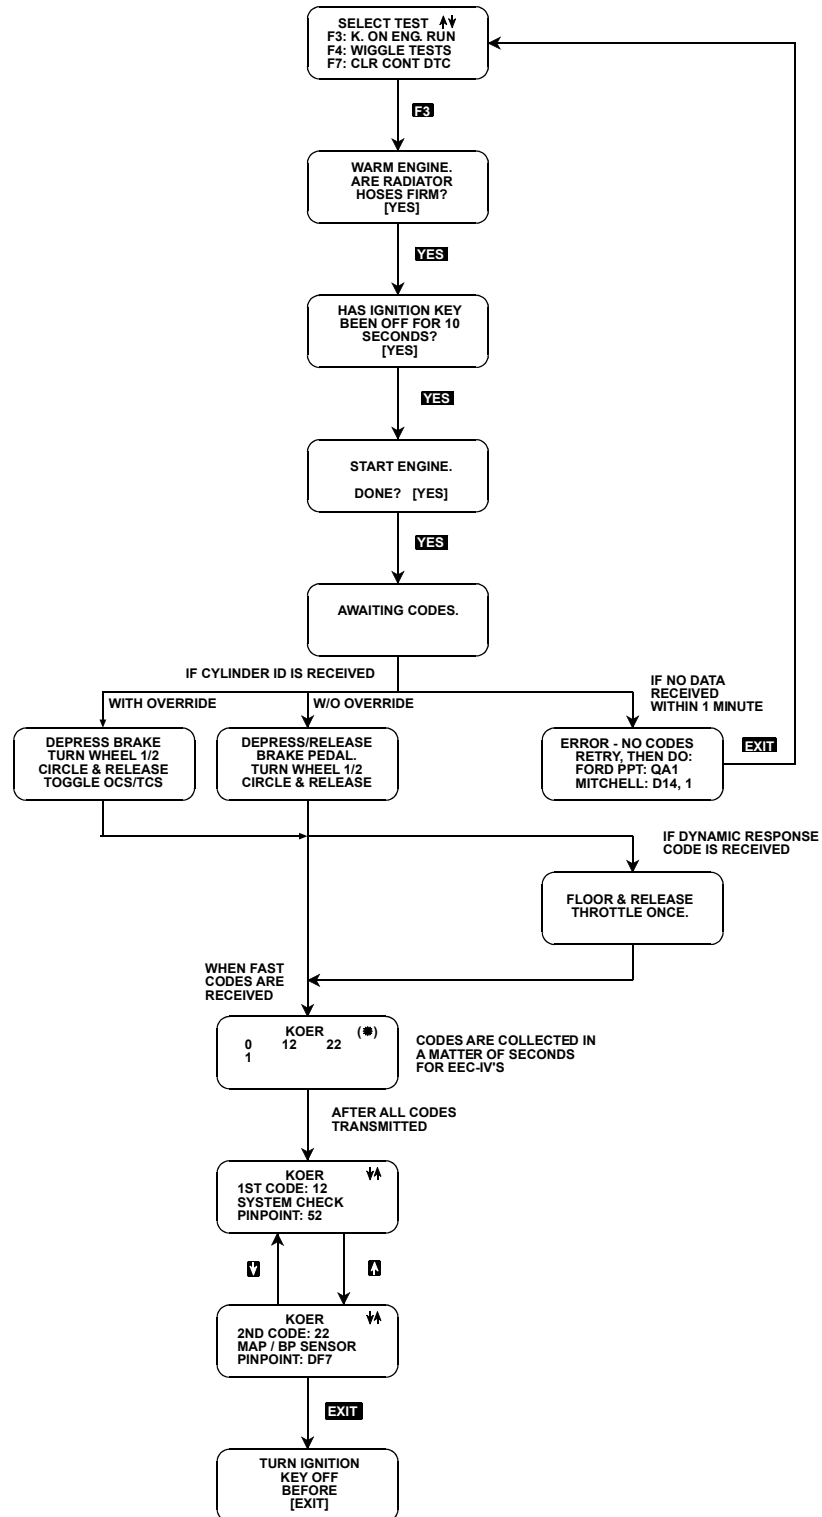 SELECT TEST
F3: K. ON ENG. RUN
F4: WIGGLE TESTS
F7: CLR CONT DTC
F3
WARM ENGINE.
ARE RADIATOR
HOSES FIRM?
[YES]
YES
HAS IGNITION KEY
BEEN OFF FOR 10
SECONDS?
[YES]
YES
START ENGINE.
DONE? [YES]
YES
AWAITING CODES.
IF CYLINDER ID IS RECEIVED
WITH OVERRIDE
W/O OVERRIDE
IF NO DATA
RECEIVED
WITHIN 1 MINUTE
DEPRESS BRAKE
TURN WHEEL 1/2
CIRCLE & RELEASE
TOGGLE OCS/TCS
DEPRESS/RELEASE
BRAKE PEDAL.
TURN WHEEL 1/2
CIRCLE & RELEASE
ERROR - NO CODES
RETRY, THEN DO:
FORD PPT: QA1
MITCHELL: D14, 1
EXIT
IF DYNAMIC RESPONSE
CODE IS RECEIVED
FLOOR & RELEASE
THROTTLE ONCE.
WHEN FAST
CODES ARE
RECEIVED
KOER (✹)
0 12 22
1
CODES ARE COLLECTED IN
A MATTER OF SECONDS
FOR EEC-IV'S
AFTER ALL CODES
TRANSMITTED
KOER
1ST CODE: 12
SYSTEM CHECK
PINPOINT: 52
KOER
2ND CODE: 22
MAP / BP SENSOR
PINPOINT: DF7
EXIT
TURN IGNITION
KEY OFF
BEFORE
[EXIT]